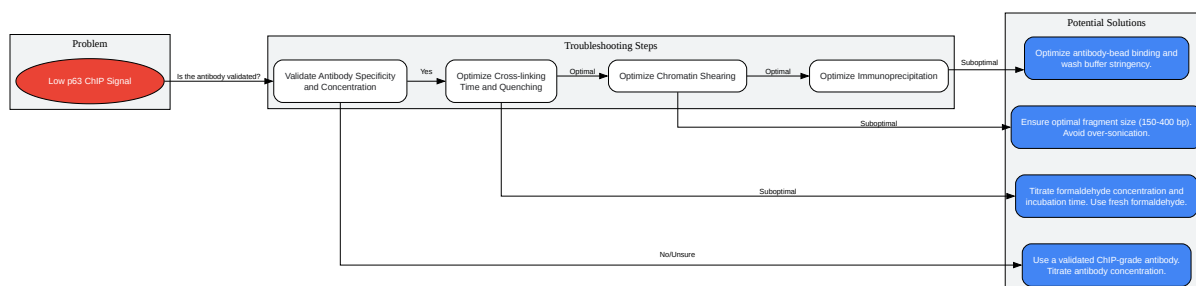 Problem
Low p63 ChIP Signal
Is the antibody validated?
Troubleshooting Steps
Validate Antibody Specificity
and Concentration
Yes
Optimize Cross-linking
Time and Quenching
Optimal
Optimize Chromatin Shearing
Optimal
Optimize Immunoprecipitation
Suboptimal
Suboptimal
Suboptimal
No/Unsure
Potential Solutions
Optimize antibody-bead binding and
wash buffer stringency.
Ensure optimal fragment size (150-400 bp).
Avoid over-sonication.
Titrate formaldehyde concentration and
incubation time. Use fresh formaldehyde.
Use a validated ChIP-grade antibody.
Titrate antibody concentration.